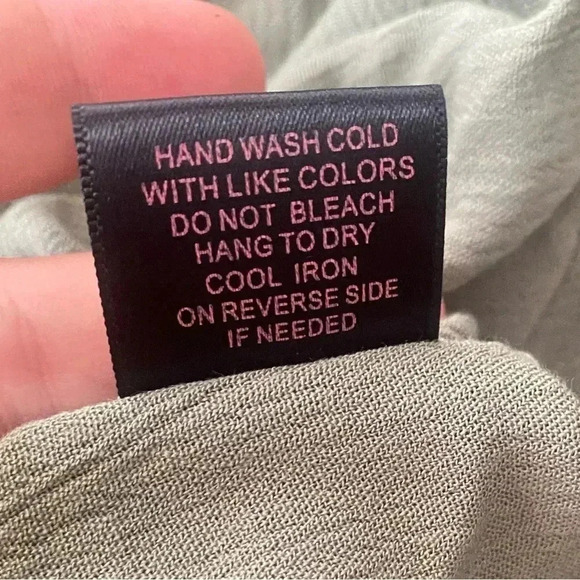 HAND WASH COLD
WITH LIKE COLORS
DO NOT BLEACH
HANG TO DRY
COOL IRON
ON REVERSE SIDE
IF NEEDED